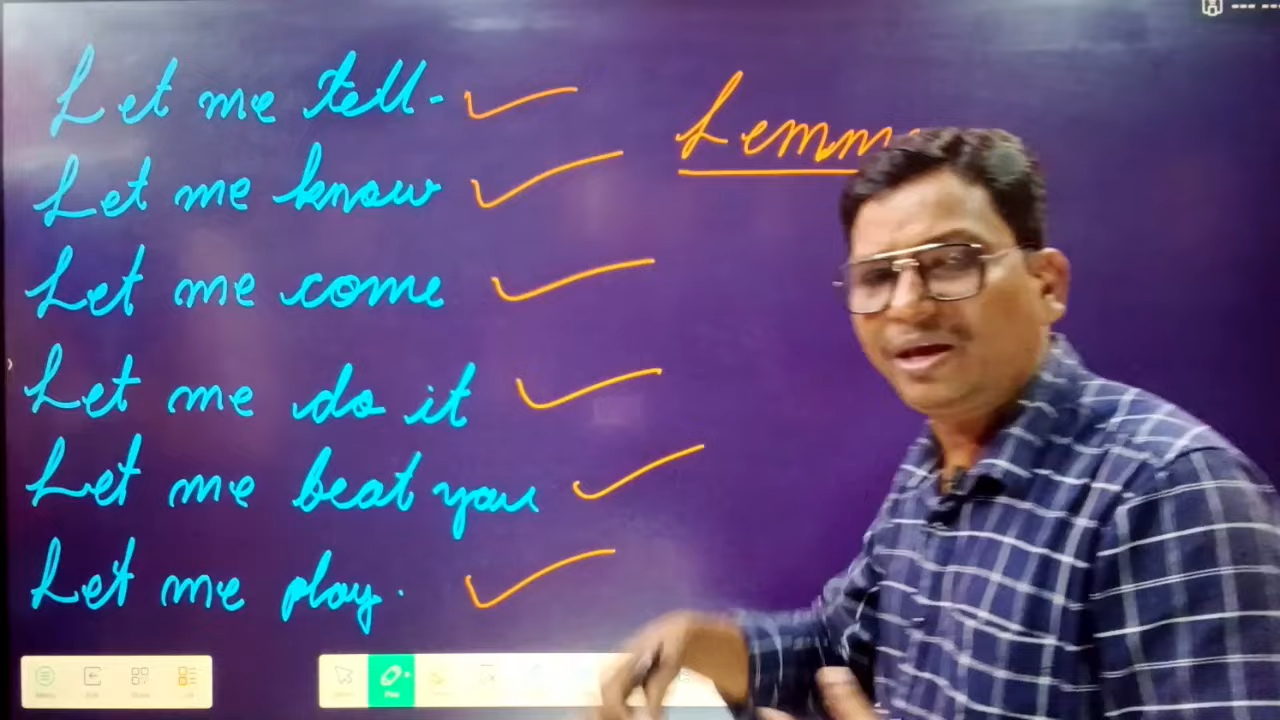 Let me tell.
Let me know
Let me come
Let me do it
Let me beat you
Let me play.